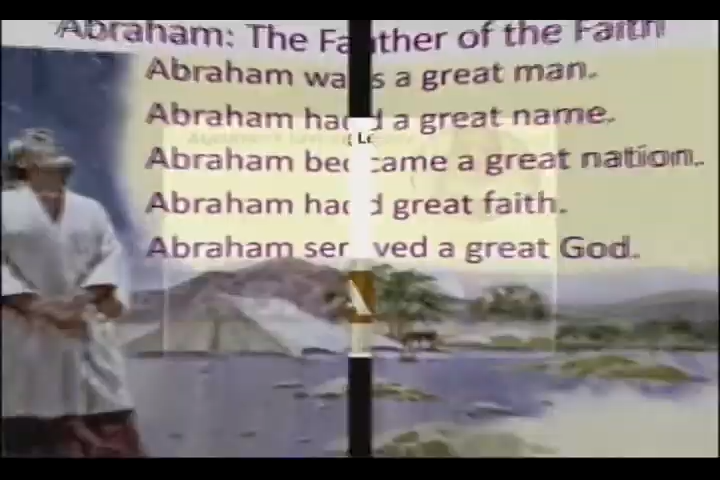 Abraham: The Father of the Faith
Abraham was a great man.
Abraham had a great name.
Abraham became a great nation.
Abraham had great faith.
Abraham served a great God.